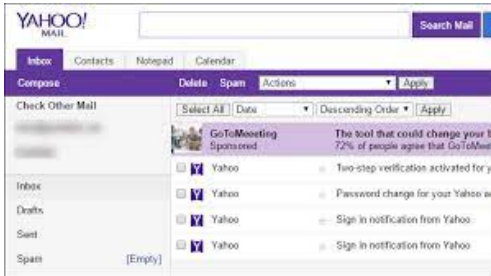 YAHOO!
MAIL
Search Mail
Inbox Contacts Notepad Calendar
Compose Delete Spam Actions Apply
Check Other Mail Select All Date Descending Order Apply
GoToMeeting The tool that could change your
Sponsored 72% of people agree that GoToMee
Yahoo Two-step verification activated for y
Inbox
Yahoo Password change for your Yahoo a
Drafts
Yahoo Sign in notification from Yahoo
Sent
Yahoo Sign in notification from Yahoo
Spam [Empty]